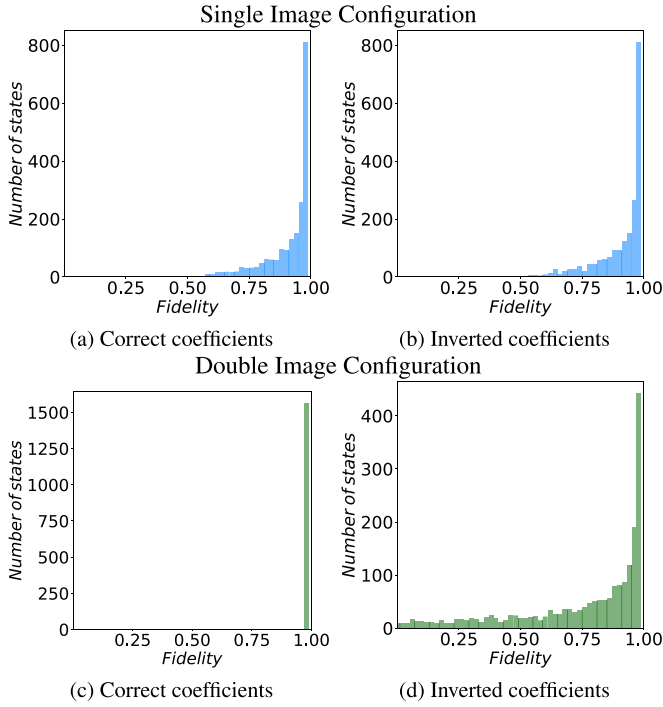 Single Image Configuration
Number of states
800
600
400
200
0
0.25 0.50 0.75 1.00
Fidelity
(a) Correct coefficients
Number of states
800
600
400
200
0
0.25 0.50 0.75 1.00
Fidelity
(b) Inverted coefficients
Double Image Configuration
Number of states
1500
1250
1000
750
500
250
0
0.25 0.50 0.75 1.00
Fidelity
(c) Correct coefficients
Number of states
400
300
200
100
0
0.25 0.50 0.75 1.00
Fidelity
(d) Inverted coefficients